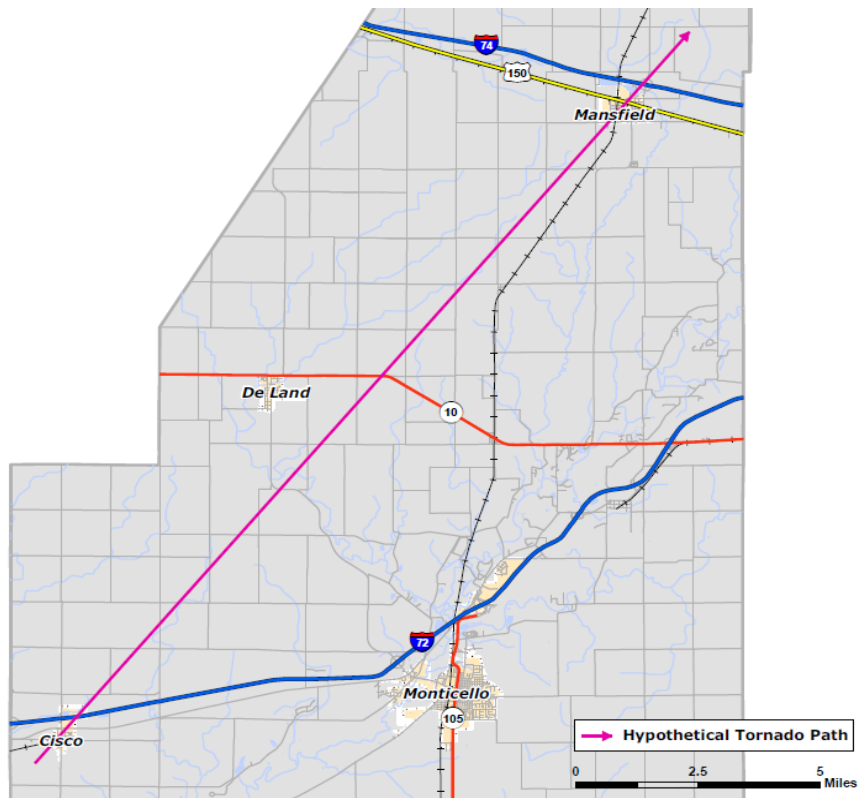 74
150
Mansfield
De Land
10
72
Monticello
105
Cisco
Hypothetical Tornado Path
0 2.5 5
Miles